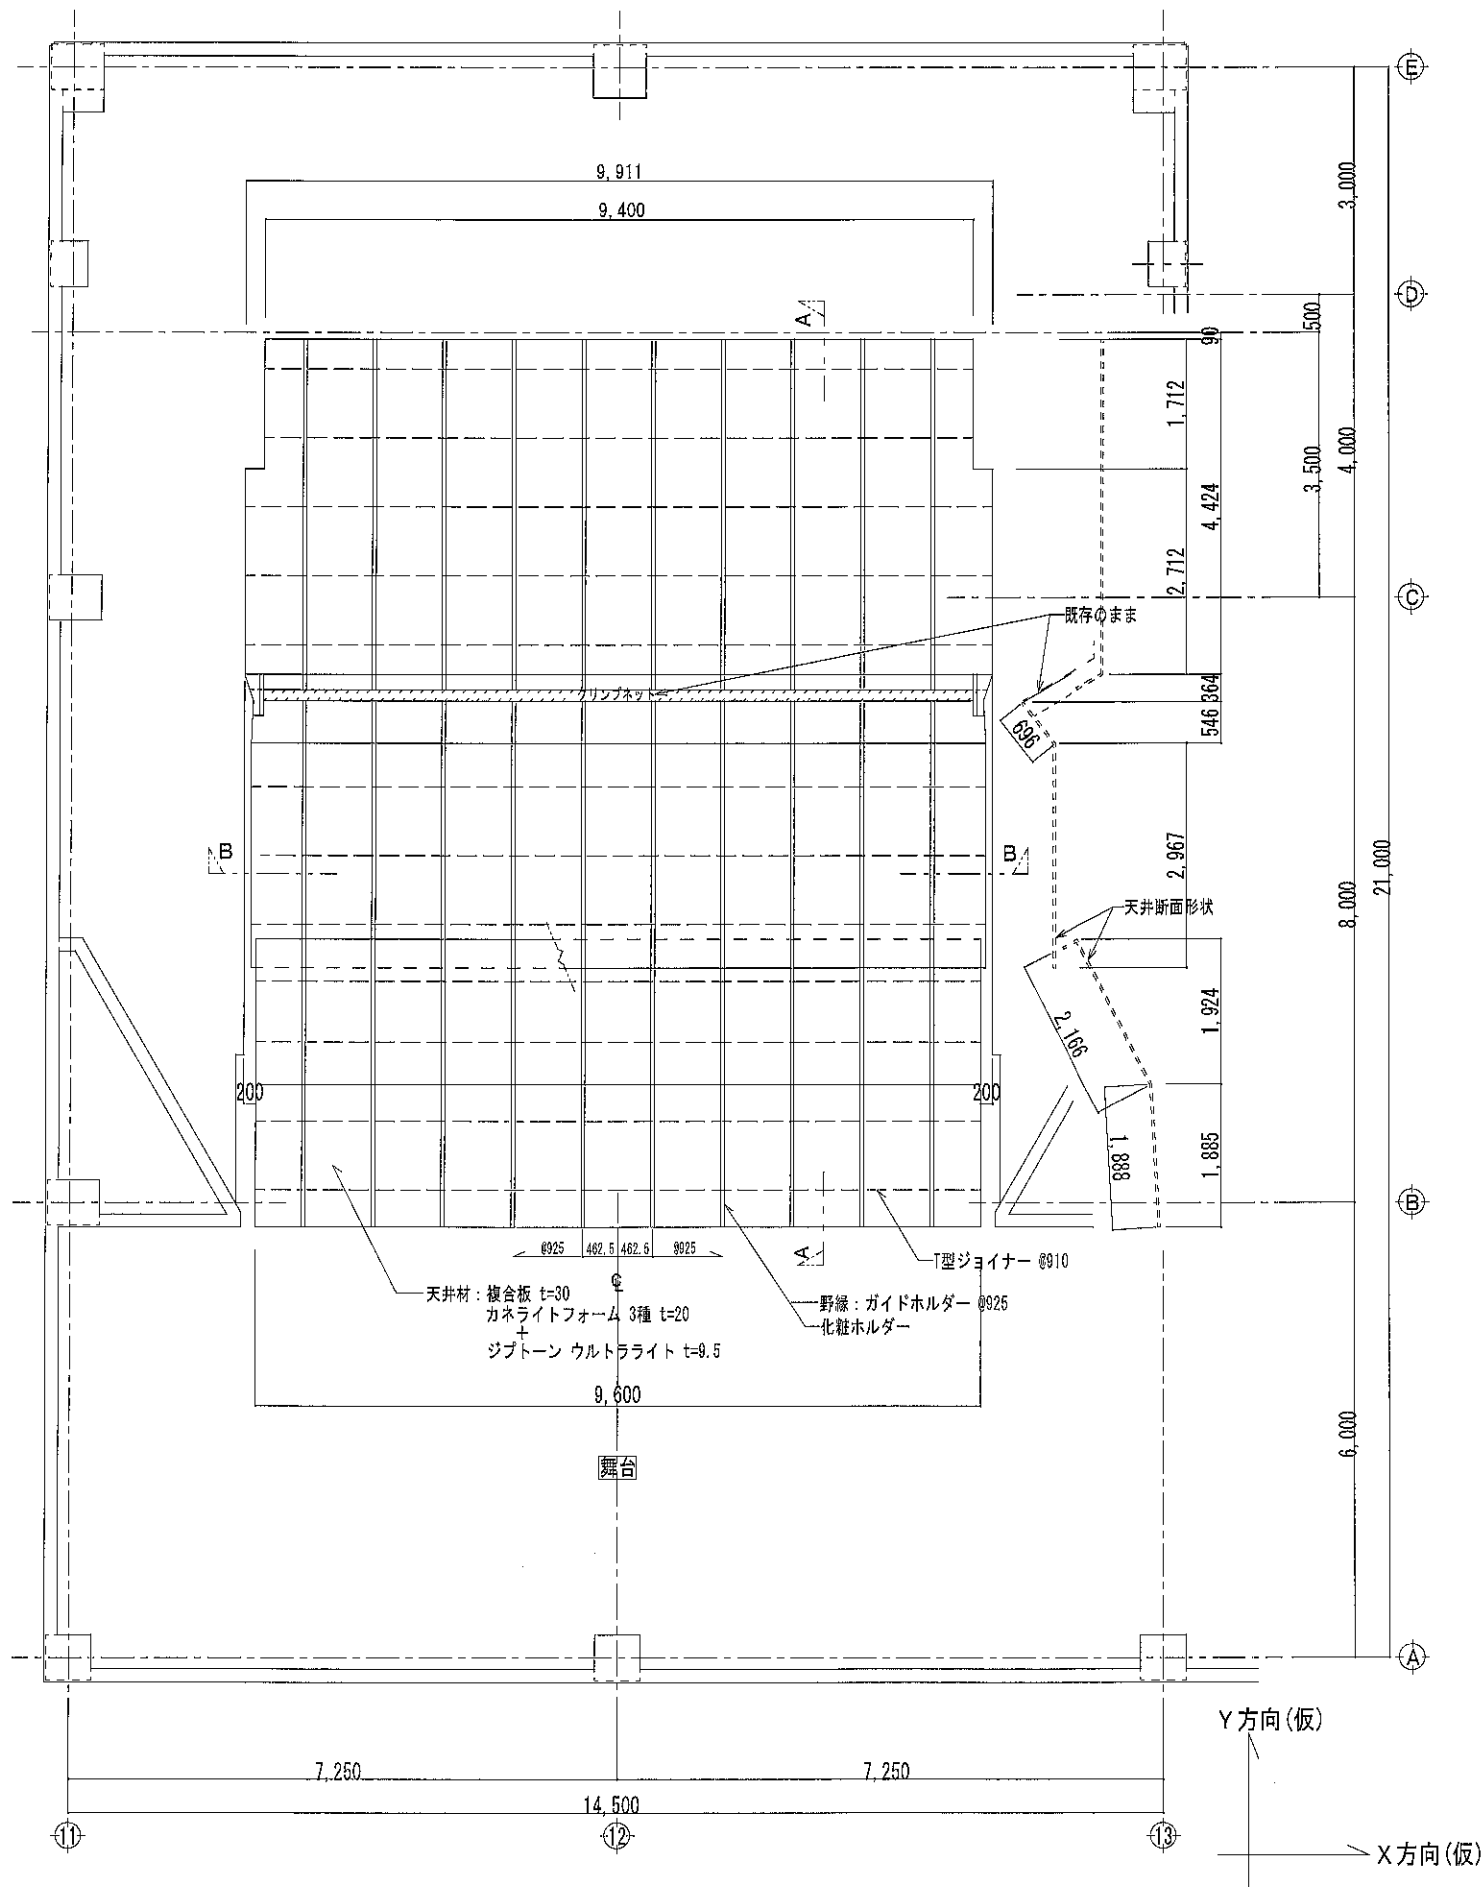 E
9,911
3,000
9,400
D
A
500
90
1,712
3,500
4,000
4,424
2,712
C
既存のまま
クリンプネット
364
546
696
B
B
2,967
21,000
8,000
天井断面形状
1,924
2,166
200
200
1,888
1,885
B
@925
462.5
462.5
@925
A
T型ジョイナー @910
℄
天井材：複合板 t=30
カネライトフォーム 3種 t=20
+
ジプトーン ウルトラライト t=9.5
野縁：ガイドホルダー @925
化粧ホルダー
9,600
6,000
舞台
A
Y方向(仮)
7,250
7,250
14,500
11
12
13
X方向(仮)